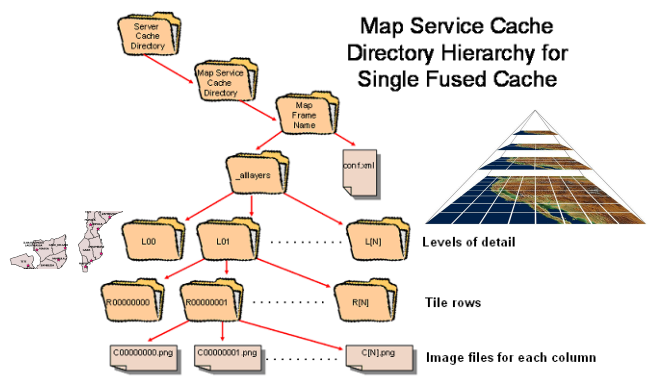 Map Service Cache
Directory Hierarchy for
Single Fused Cache
Server
Cache
Directory
Map Service
Cache
Directory
Map
Frame
Name
_alllayers
conf.xml
L00
L01
L[N]
Levels of detail
R00000000
R00000001
R[N]
Tile rows
C00000000.png
C00000001.png
C[N].png
Image files for each column